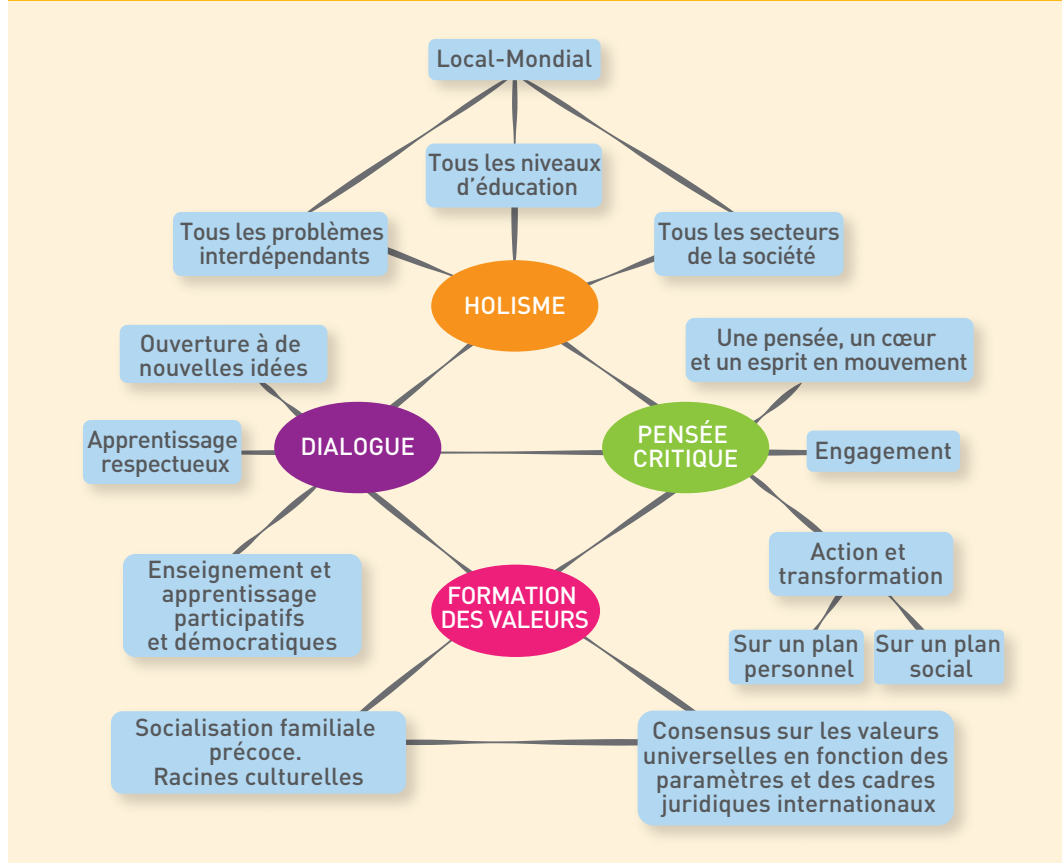 Local-Mondial
Tous les niveaux
d'éducation
Tous les problèmes
interdépendants
Tous les secteurs
de la société
HOLISME
Ouverture à de
nouvelles idées
Une pensée, un cœur
et un esprit en mouvement
Apprentissage
respectueux
DIALOGUE
PENSÉE
CRITIQUE
Engagement
Enseignement et
apprentissage
participatifs
et démocratiques
Action et
transformation
FORMATION
DES VALEURS
Sur un plan
personnel
Sur un plan
social
Socialisation familiale
précoce.
Racines culturelles
Consensus sur les valeurs
universelles en fonction des
paramètres et des cadres
juridiques internationaux